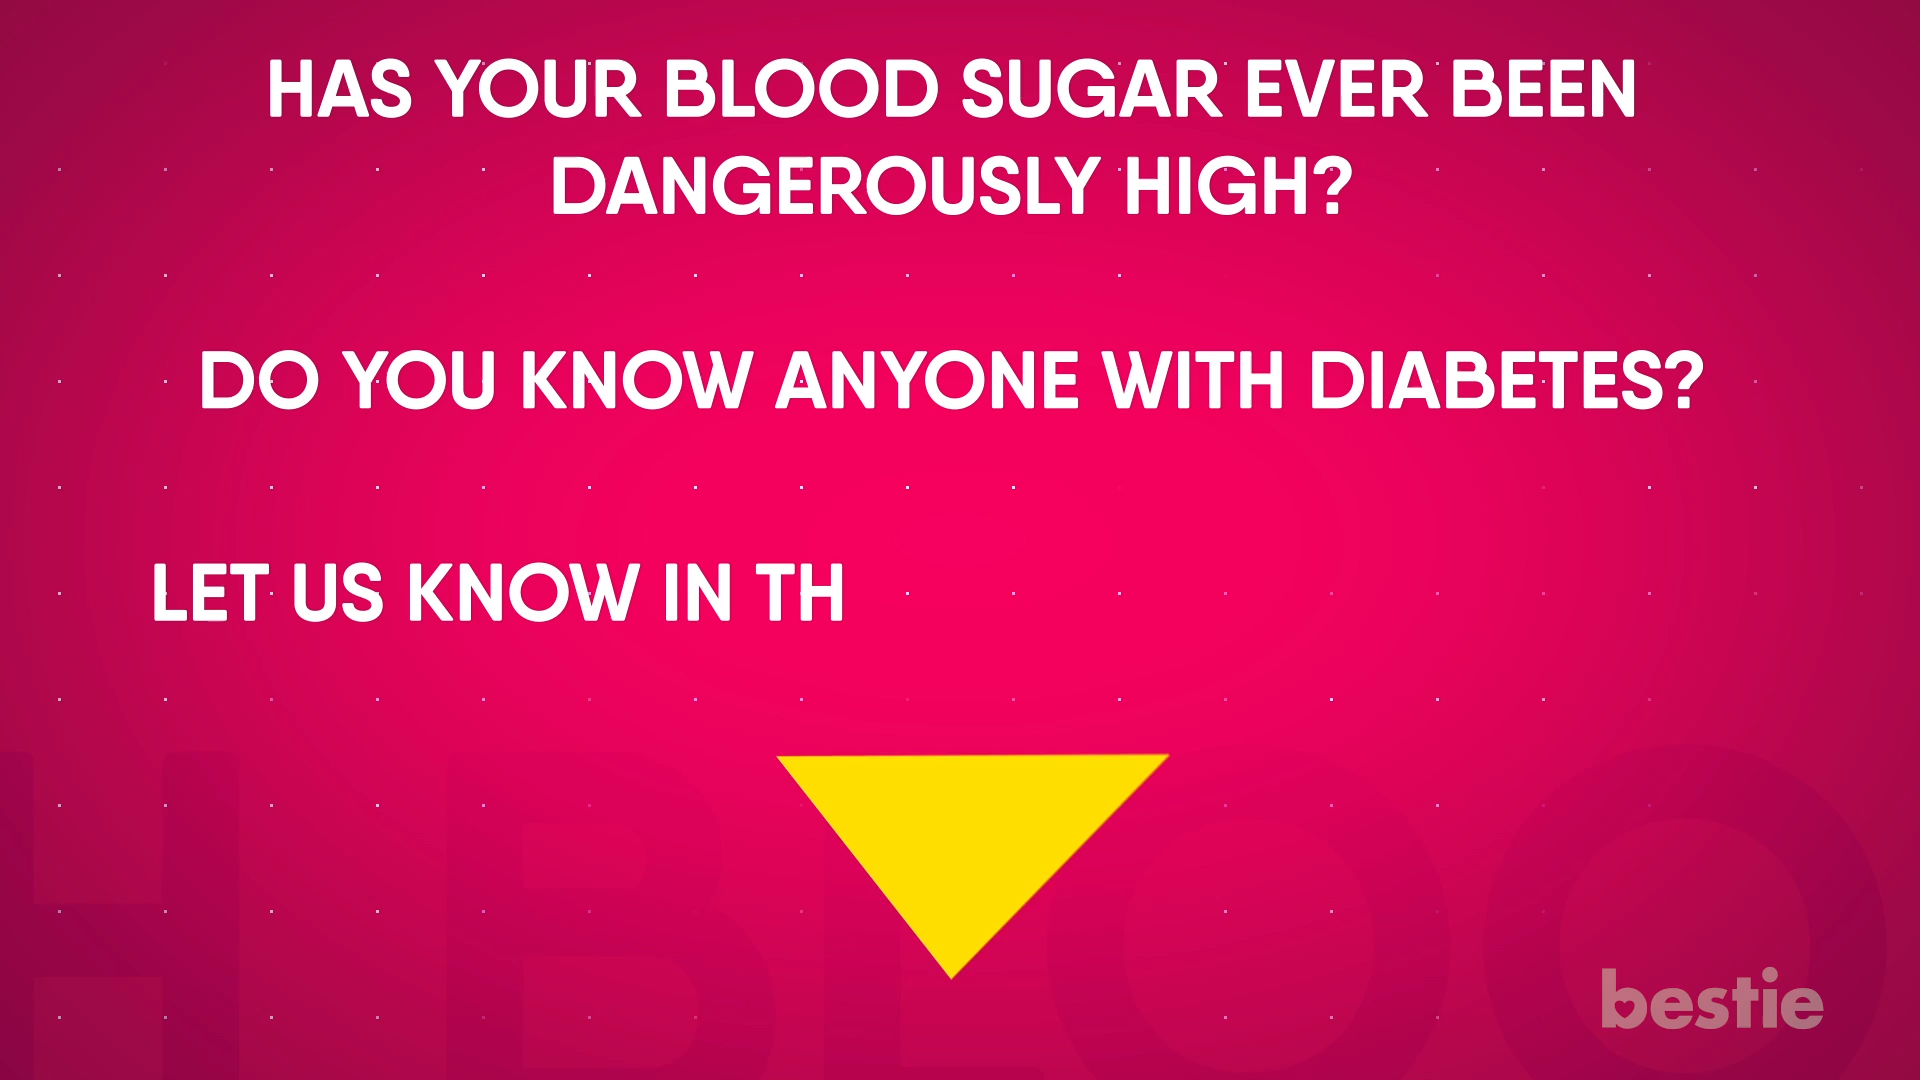 HAS YOUR BLOOD SUGAR EVER BEEN
DANGEROUSLY HIGH?
DO YOU KNOW ANYONE WITH DIABETES?
LET US KNOW IN TH
H BLOO
bestie